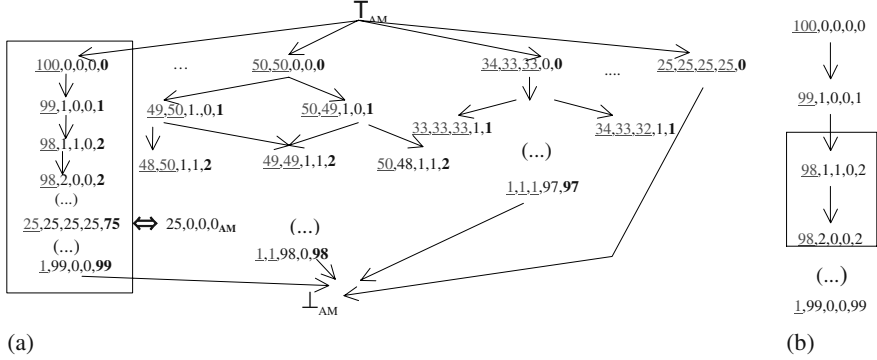 ⊤AM
100,0,0,0,0 ... 50,50,0,0,0 34,33,33,0,0 .... 25,25,25,25,0
99,1,0,0,1 49,50,1.,0,1 50,49,1,0,1 33,33,33,1,1 34,33,32,1,1
98,1,1,0,2 48,50,1,1,2 49,49,1,1,2 50,48,1,1,2 (...)
98,2,0,0,2 1,1,1,97,97
(...)
25,25,25,25,75 ⇔ 25,0,0,0AM (...)
(...) 1,1,98,0,98
1,99,0,0,99
⊥AM
(a)
100,0,0,0,0
99,1,0,0,1
98,1,1,0,2
98,2,0,0,2
(...)
1,99,0,0,99
(b)